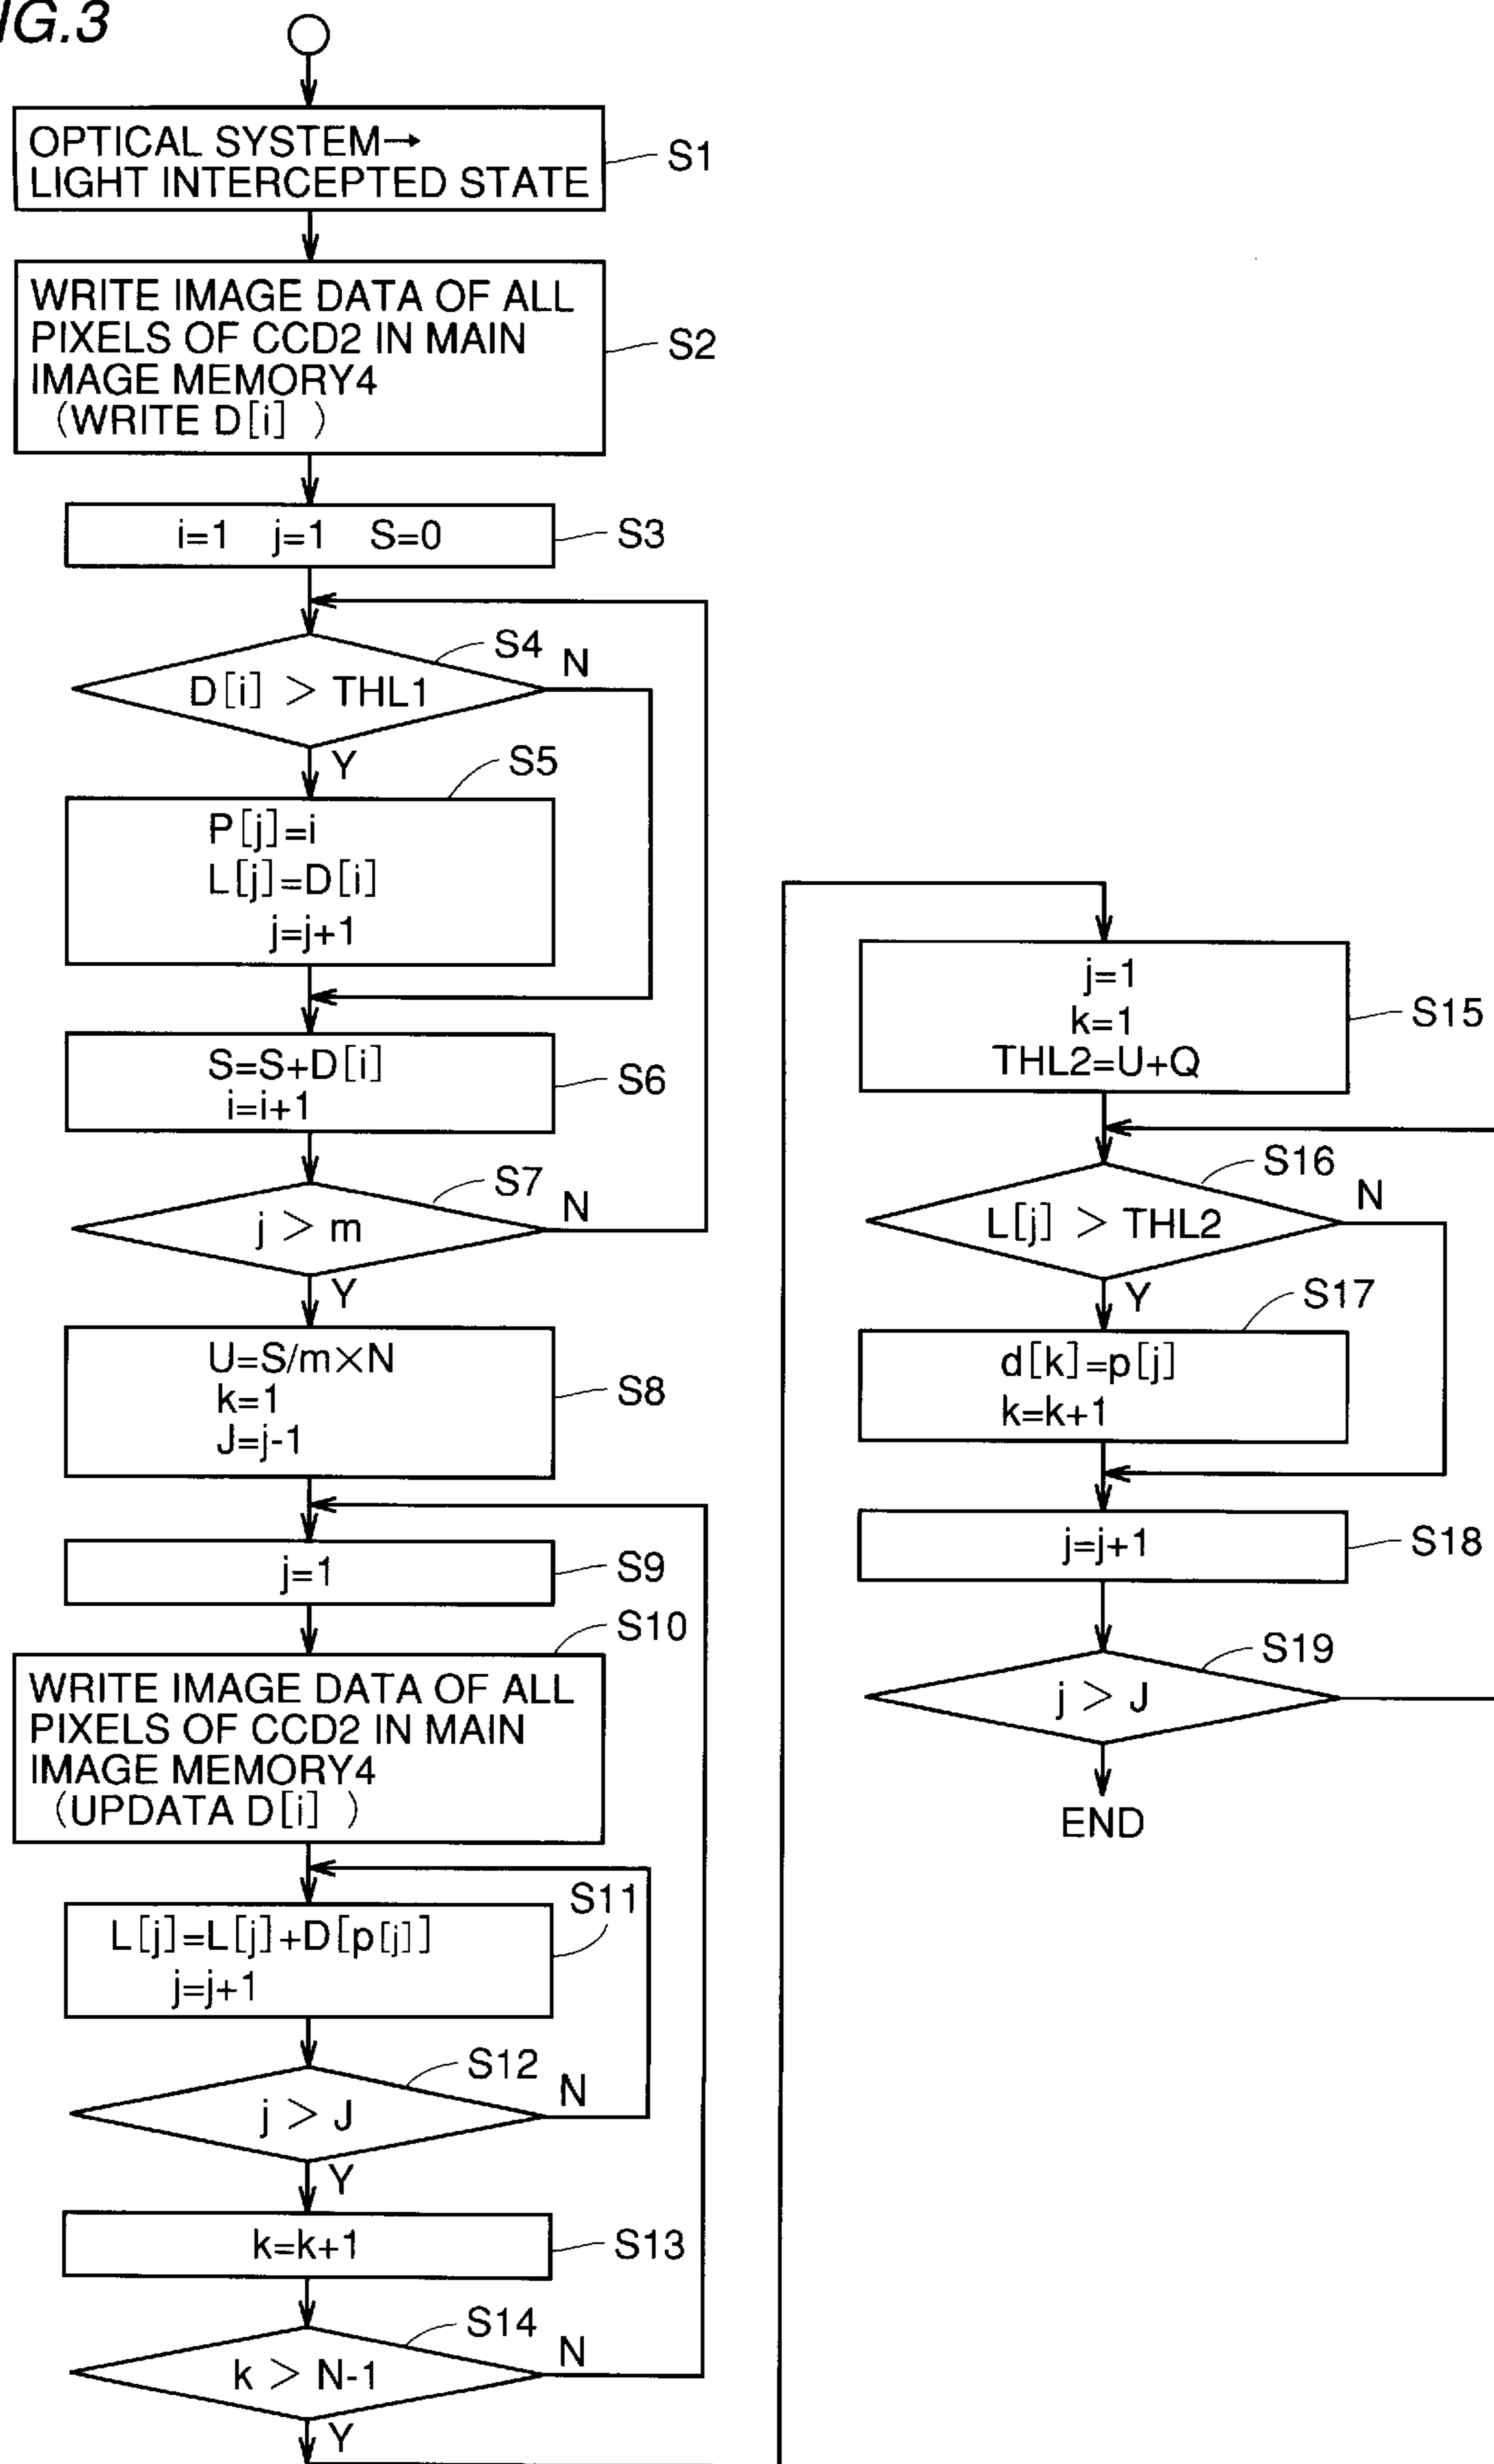 IG.3
OPTICAL SYSTEM→
LIGHT INTERCEPTED STATE
S1
WRITE IMAGE DATA OF ALL
PIXELS OF CCD2 IN MAIN
IMAGE MEMORY4
(WRITE D[i] )
S2
i=1 j=1 S=0
S3
S4
D[i] > THL1
N
Y
S5
P[j]=i
L[j]=D[i]
j=j+1
S=S+D[i]
i=i+1
S6
S7
j > m
N
Y
U=S/m×N
k=1
J=j-1
S8
j=1
S9
S10
WRITE IMAGE DATA OF ALL
PIXELS OF CCD2 IN MAIN
IMAGE MEMORY4
(UPDATA D[i] )
S11
L[j]=L[j]+D[p[j]]
j=j+1
S12
j > J
N
Y
k=k+1
S13
S14
k > N-1
N
Y
j=1
k=1
THL2=U+Q
S15
S16
L[j] > THL2
N
Y
S17
d[k]=p[j]
k=k+1
j=j+1
S18
S19
j > J
END